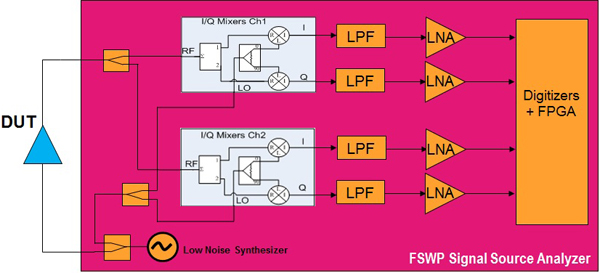 I/Q Mixers Ch1
I
RF
LO
Q
LPF
LNA
LPF
LNA
DUT
Digitizers
+ FPGA
I/Q Mixers Ch2
I
RF
LO
Q
LPF
LNA
LPF
LNA
Low Noise Synthesizer
FSWP Signal Source Analyzer